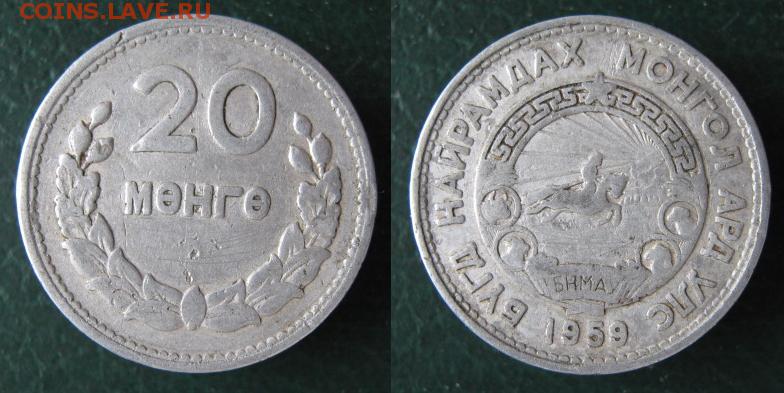 COINS.LAVE.RU
20
МӨНГӨ
БҮГД НАЙРАМДАХ МОНГОЛ АРД УЛС
БНМАУ
1959